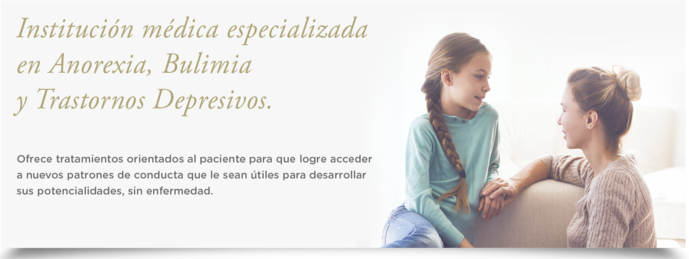 Institución médica especializada
en Anorexia, Bulimia
y Trastornos Depresivos.
Ofrece tratamientos orientados al paciente para que logre acceder
a nuevos patrones de conducta que le sean útiles para desarrollar
sus potencialidades, sin enfermedad.